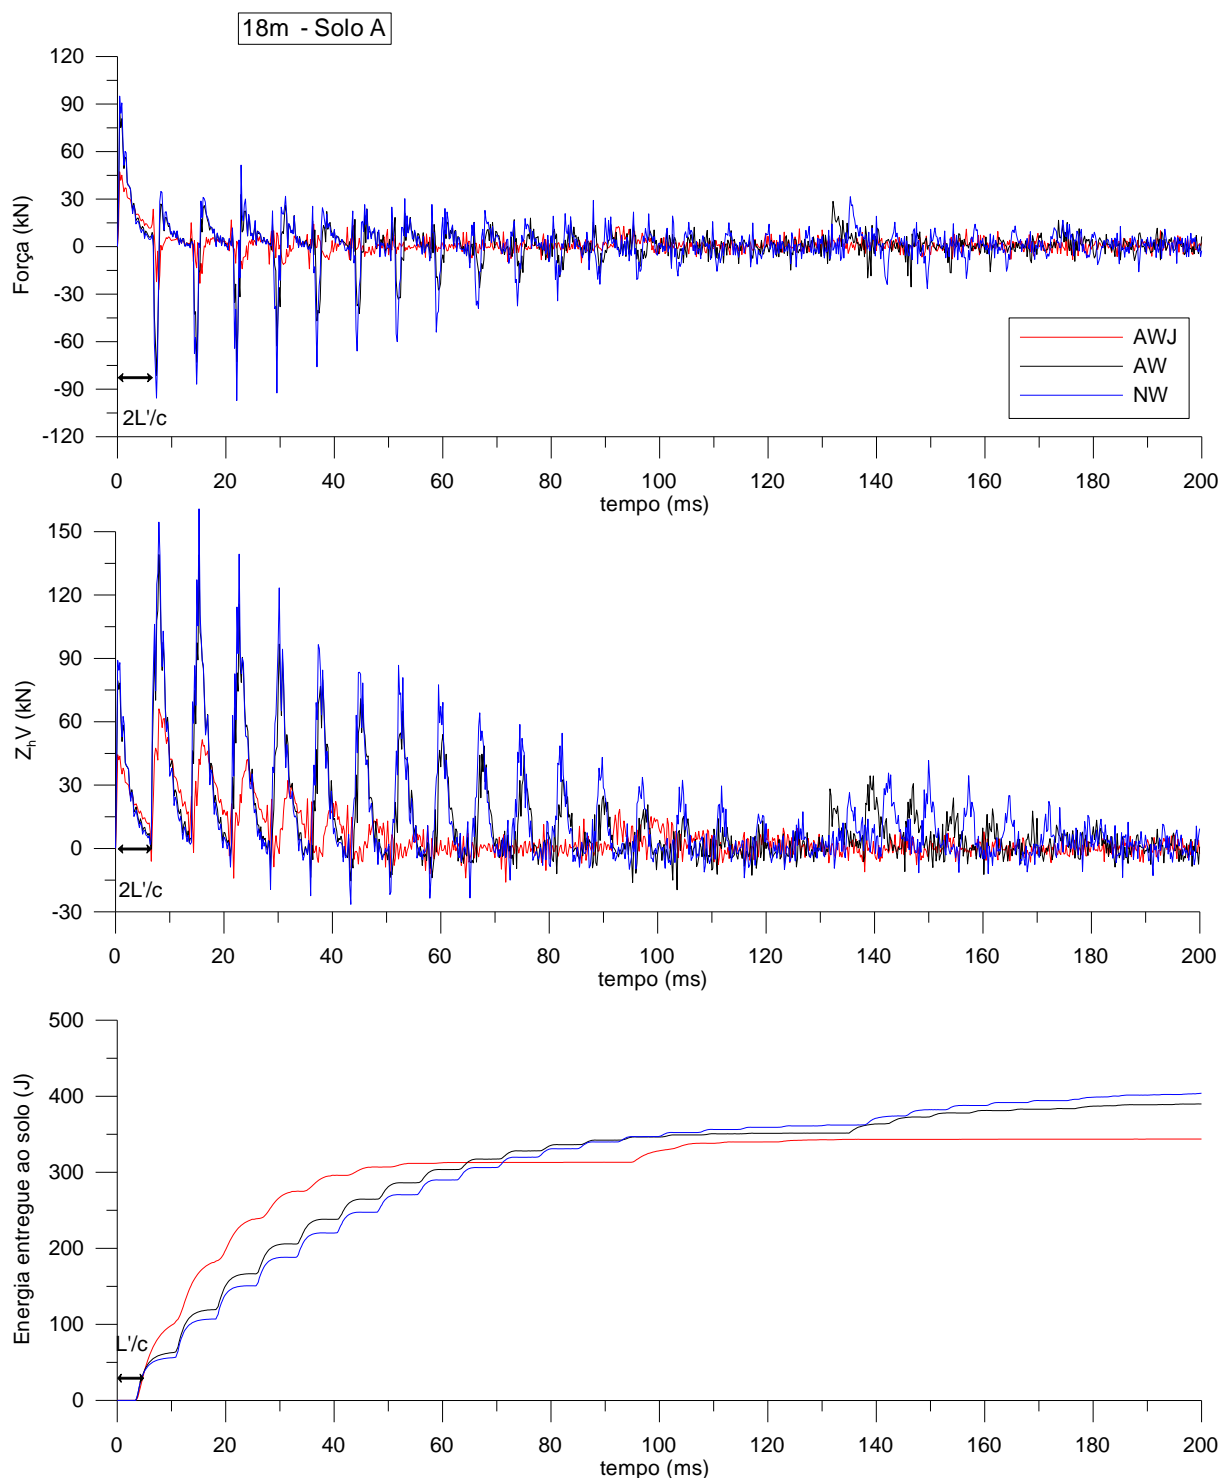 18m - Solo A
120
90
60
30
0
-30
-60
-90
-120
Força (kN)
2L'/c
AWJ
AW
NW
0 20 40 60 80 100 120 140 160 180 200
tempo (ms)
150
120
90
60
30
0
-30
ZhV (kN)
2L'/c
0 20 40 60 80 100 120 140 160 180 200
tempo (ms)
500
400
300
200
100
0
Energia entregue ao solo (J)
L'/c
0 20 40 60 80 100 120 140 160 180 200
tempo (ms)